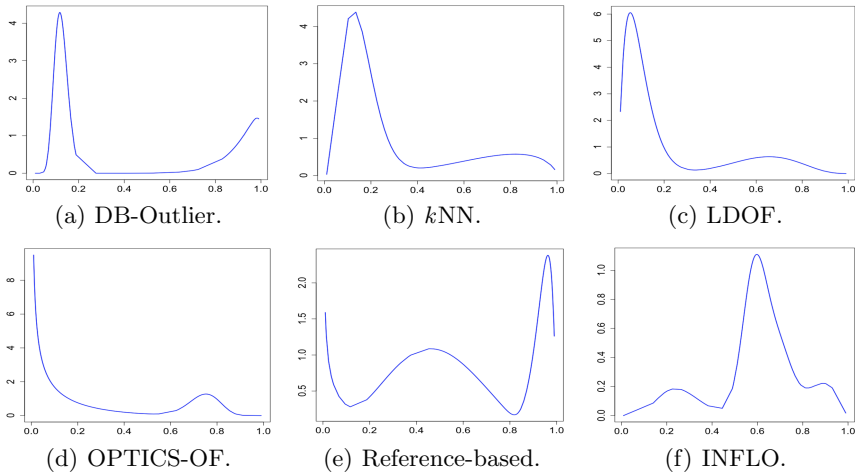 0 1 2 3 4
0.0 0.2 0.4 0.6 0.8 1.0
(a) DB-Outlier.
0 1 2 3 4
0.0 0.2 0.4 0.6 0.8 1.0
(b) kNN.
0 1 2 3 4 5 6
0.0 0.2 0.4 0.6 0.8 1.0
(c) LDOF.
0 2 4 6 8
0.0 0.2 0.4 0.6 0.8 1.0
(d) OPTICS-OF.
0.5 1.0 1.5 2.0
0.0 0.2 0.4 0.6 0.8 1.0
(e) Reference-based.
0.0 0.2 0.4 0.6 0.8 1.0
0.0 0.2 0.4 0.6 0.8 1.0
(f) INFLO.